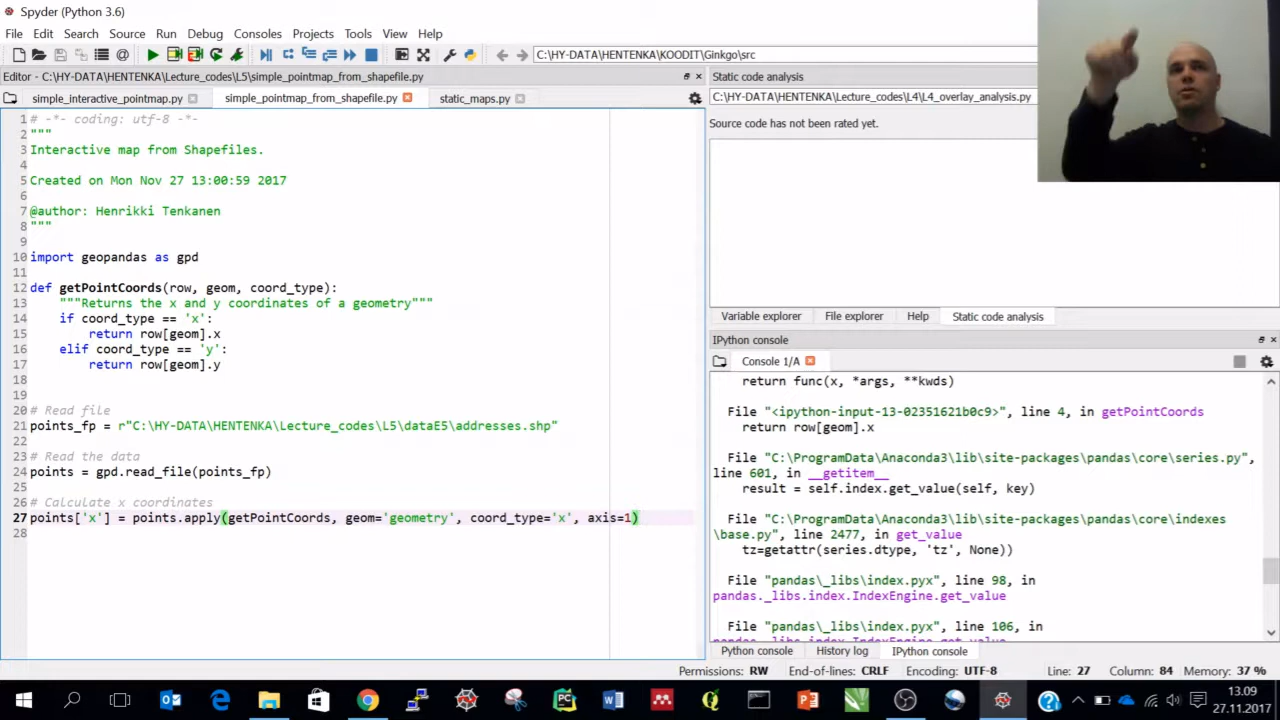 Spyder (Python 3.6)
File Edit Search Source Run Debug Consoles Projects Tools View Help
C:\HY-DATA\HENTENKA\KOODIT\Ginkgo\src
Editor - C:\HY-DATA\HENTENKA\Lecture_codes\L5\simple_pointmap_from_shapefile.py
simple_interactive_pointmap.py simple_pointmap_from_shapefile.py static_maps.py
1 # -*- coding: utf-8 -*-
2 """
3 Interactive map from Shapefiles.
4
5 Created on Mon Nov 27 13:00:59 2017
6
7 @author: Henrikki Tenkanen
8 """
9
10 import geopandas as gpd
11
12 def getPointCoords(row, geom, coord_type):
13     """Returns the x and y coordinates of a geometry"""
14     if coord_type == 'x':
15         return row[geom].x
16     elif coord_type == 'y':
17         return row[geom].y
18
19
20 # Read file
21 points_fp = r"C:\HY-DATA\HENTENKA\Lecture_codes\L5\dataE5\addresses.shp"
22
23 # Read the data
24 points = gpd.read_file(points_fp)
25
26 # Calculate x coordinates
27 points['x'] = points.apply(getPointCoords, geom='geometry', coord_type='x', axis=1)
28
Static code analysis
C:\HY-DATA\HENTENKA\Lecture_codes\L4\L4_overlay_analysis.py
Source code has not been rated yet.
Variable explorer File explorer Help Static code analysis
IPython console
Console 1/A
return func(x, *args, **kwds)
File "<ipython-input-13-02351621b0c9>", line 4, in getPointCoords
return row[geom].x
File "C:\ProgramData\Anaconda3\lib\site-packages\pandas\core\series.py",
line 601, in __getitem__
result = self.index.get_value(self, key)
File "C:\ProgramData\Anaconda3\lib\site-packages\pandas\core\indexes
\base.py", line 2477, in get_value
tz=getattr(series.dtype, 'tz', None))
File "pandas\_libs\index.pyx", line 98, in
pandas._libs.index.IndexEngine.get_value
File "pandas\_libs\index.pyx", line 106, in
pandas._libs.index.IndexEngine.get_value
Python console History log IPython console
Permissions: RW End-of-lines: CRLF Encoding: UTF-8 Line: 27 Column: 84 Memory: 37 %
13.09
27.11.2017